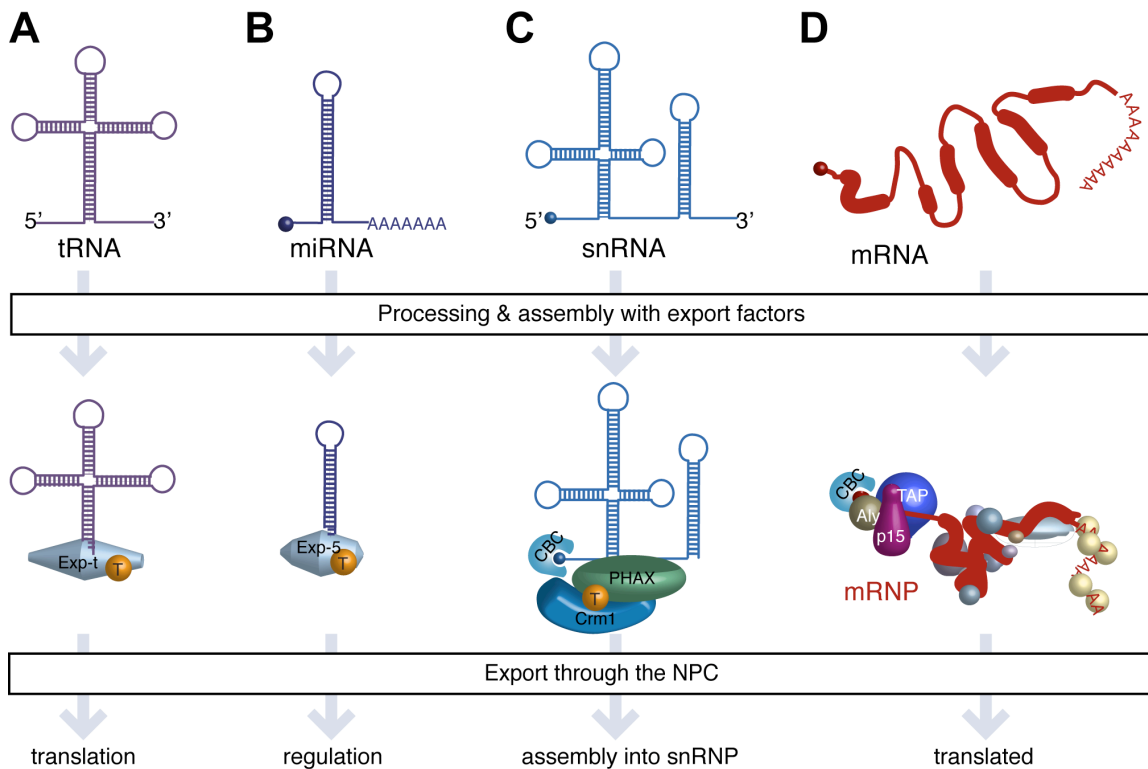 A
B
C
D
5’
3’
tRNA
AAAAAAA
miRNA
5’
3’
snRNA
AAAAAAAAAA
mRNA
Processing & assembly with export factors
Exp-t
T
Exp-5
T
CBC
PHAX
T
Crm1
CBC
Aly
TAP
p15
mRNP
AA
Export through the NPC
translation
regulation
assembly into snRNP
translated